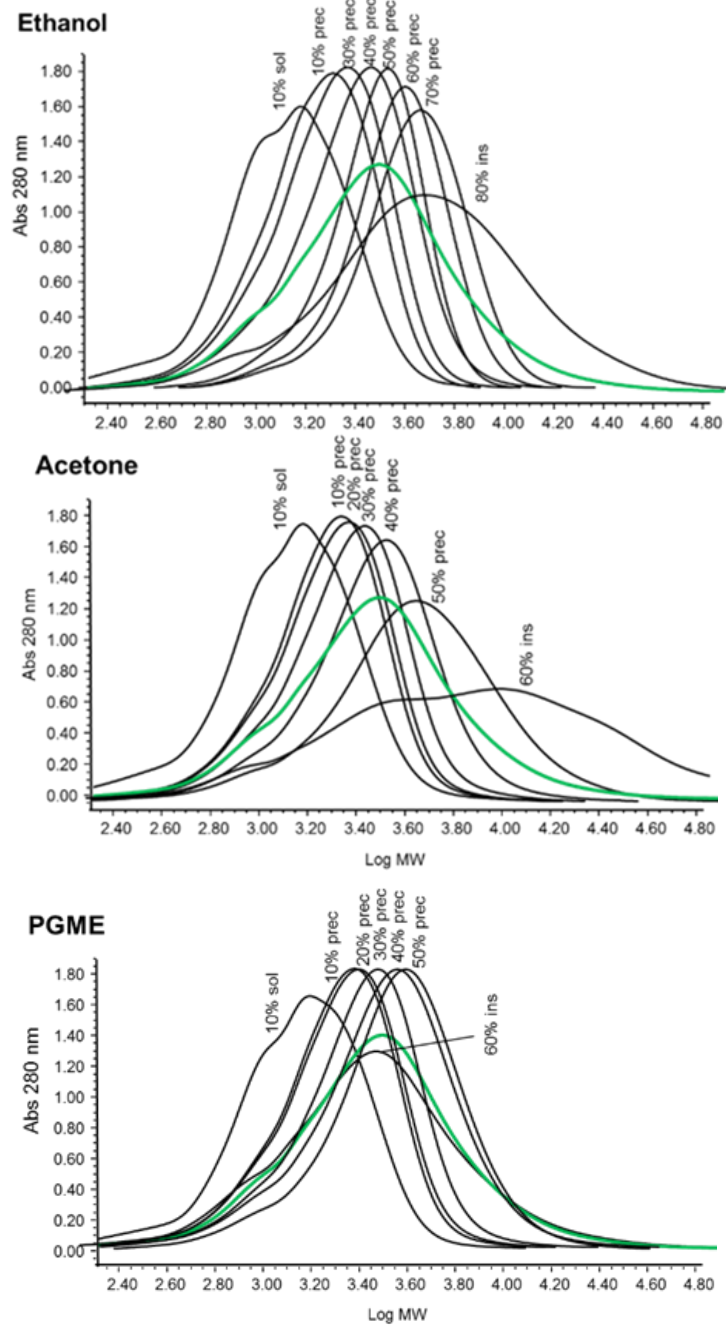 Ethanol
10% sol
10% prec
30% prec
40% prec
50% prec
60% prec
70% prec
80% ins
Abs 280 nm
1.80
1.60
1.40
1.20
1.00
0.80
0.60
0.40
0.20
0.00
2.40 2.60 2.80 3.00 3.20 3.40 3.60 3.80 4.00 4.20 4.40 4.60 4.80
Acetone
10% sol
10% prec
20% prec
30% prec
40% prec
50% prec
60% ins
Abs 280 nm
1.80
1.60
1.40
1.20
1.00
0.80
0.60
0.40
0.20
0.00
2.40 2.60 2.80 3.00 3.20 3.40 3.60 3.80 4.00 4.20 4.40 4.60 4.80
Log MW
PGME
10% sol
10% prec
20% prec
30% prec
40% prec
50% prec
60% ins
Abs 280 nm
1.80
1.60
1.40
1.20
1.00
0.80
0.60
0.40
0.20
0.00
2.40 2.60 2.80 3.00 3.20 3.40 3.60 3.80 4.00 4.20 4.40 4.60 4.80
Log MW